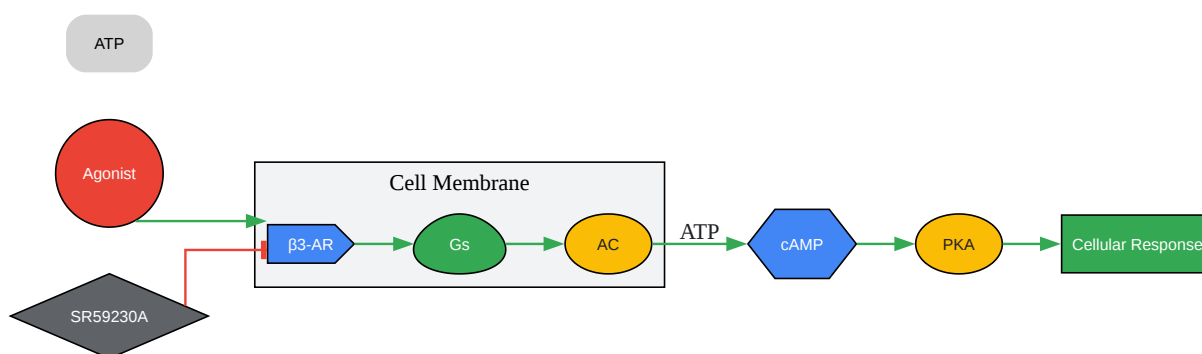 ATP
Agonist
Cell Membrane
β3-AR
Gs
AC
ATP
cAMP
PKA
Cellular Response
SR59230A